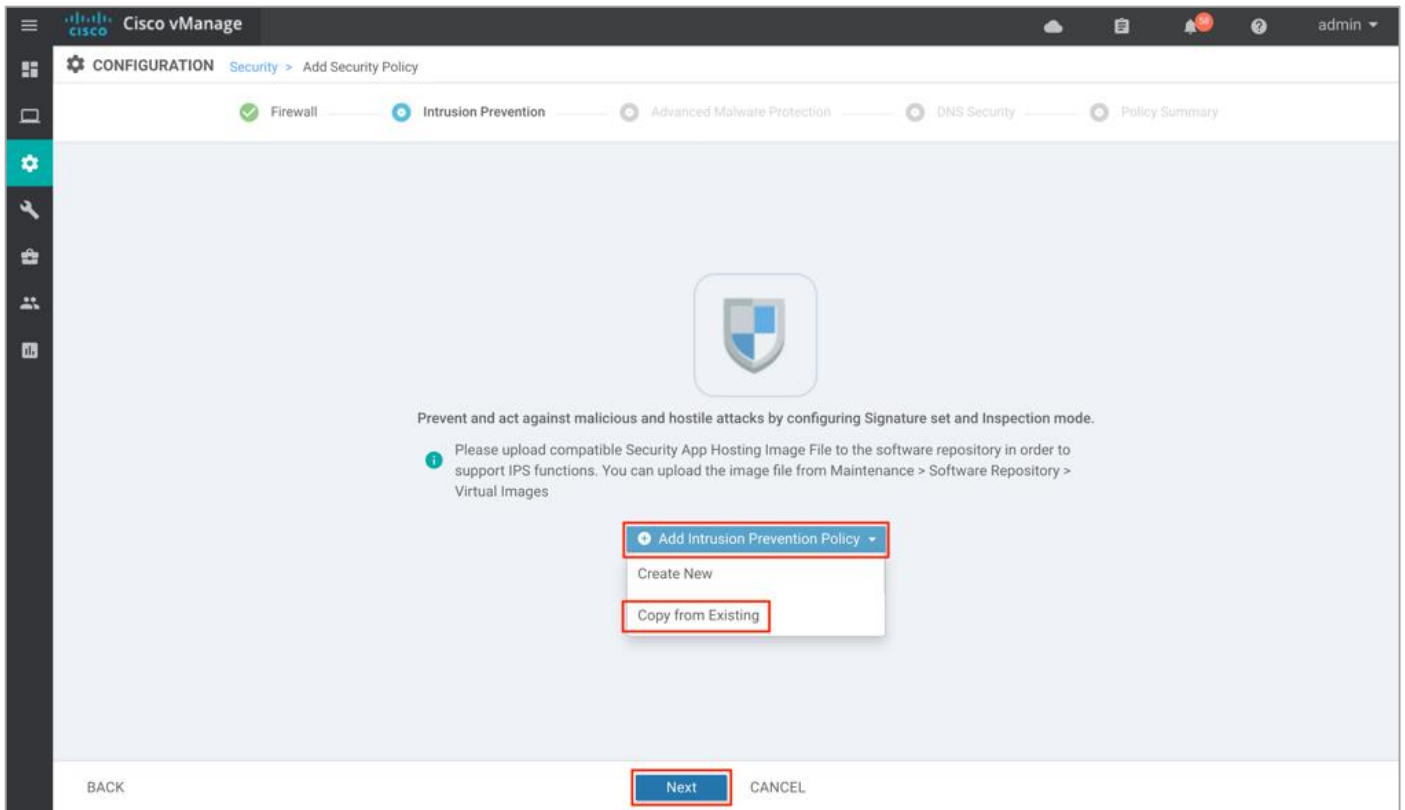 cisco Cisco vManage 58 admin
CONFIGURATION Security > Add Security Policy
Firewall Intrusion Prevention Advanced Malware Protection DNS Security Policy Summary
Prevent and act against malicious and hostile attacks by configuring Signature set and Inspection mode.
Please upload compatible Security App Hosting Image File to the software repository in order to
support IPS functions. You can upload the image file from Maintenance > Software Repository >
Virtual Images
Add Intrusion Prevention Policy
Create New
Copy from Existing
BACK Next CANCEL